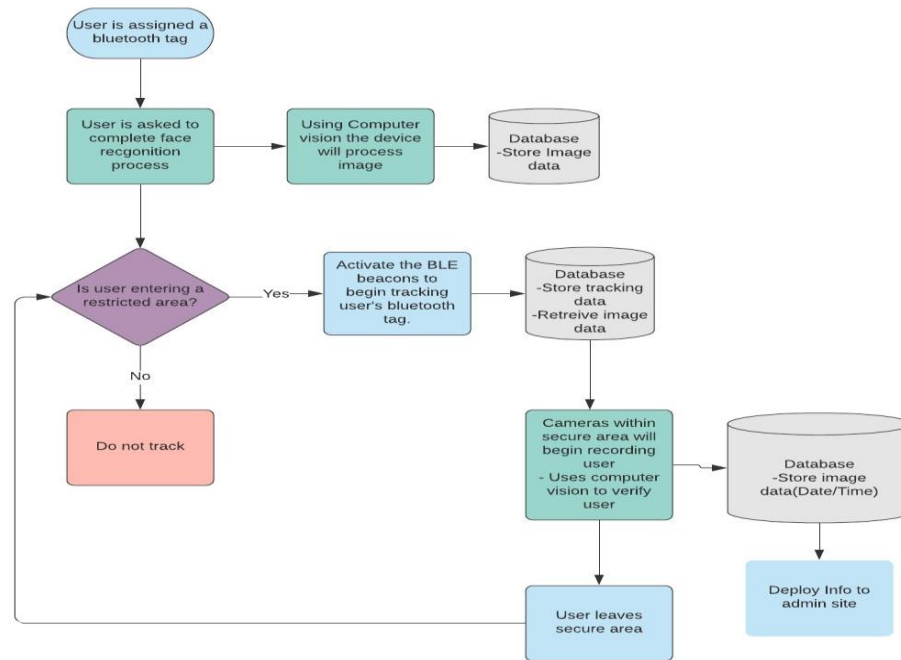 User is assigned a
bluetooth tag
User is asked to
complete face
recgonition
process
Using Computer
vision the device
will process
image
Database
-Store Image
data
Is user entering a
restricted area?
Yes
Activate the BLE
beacons to
begin tracking
user's bluetooth
tag.
Database
-Store tracking
data
-Retreive image
data
No
Do not track
Cameras within
secure area will
begin recording
user
- Uses computer
vision to verify
user
Database
-Store image
data(Date/Time)
User leaves
secure area
Deploy Info to
admin site